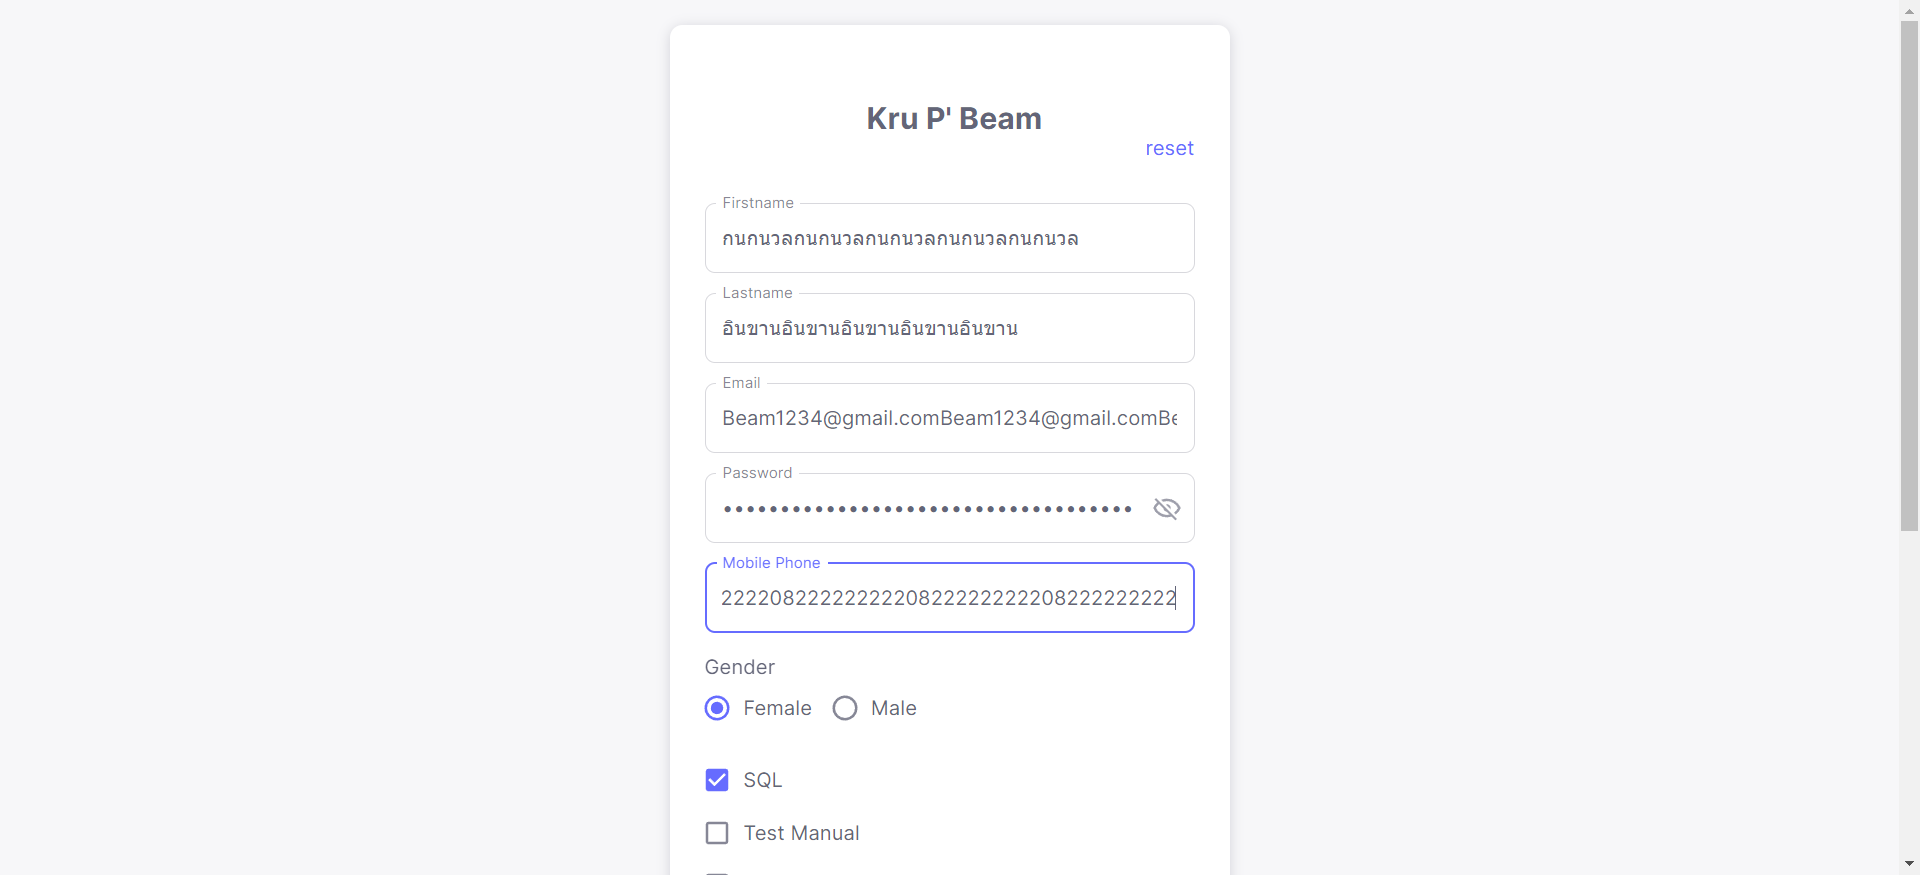 Kru P' Beam
reset
Firstname
กนกนวลกนกนวลกนกนวลกนกนวลกนกนวล
Lastname
อินขานอินขานอินขานอินขานอินขาน
Email
Beam1234@gmail.comBeam1234@gmail.comBe
Password
••••••••••••••••••••••••••••••••••••
Mobile Phone
22220822222222208222222222082222222222
Gender
Female Male
SQL
Test Manual